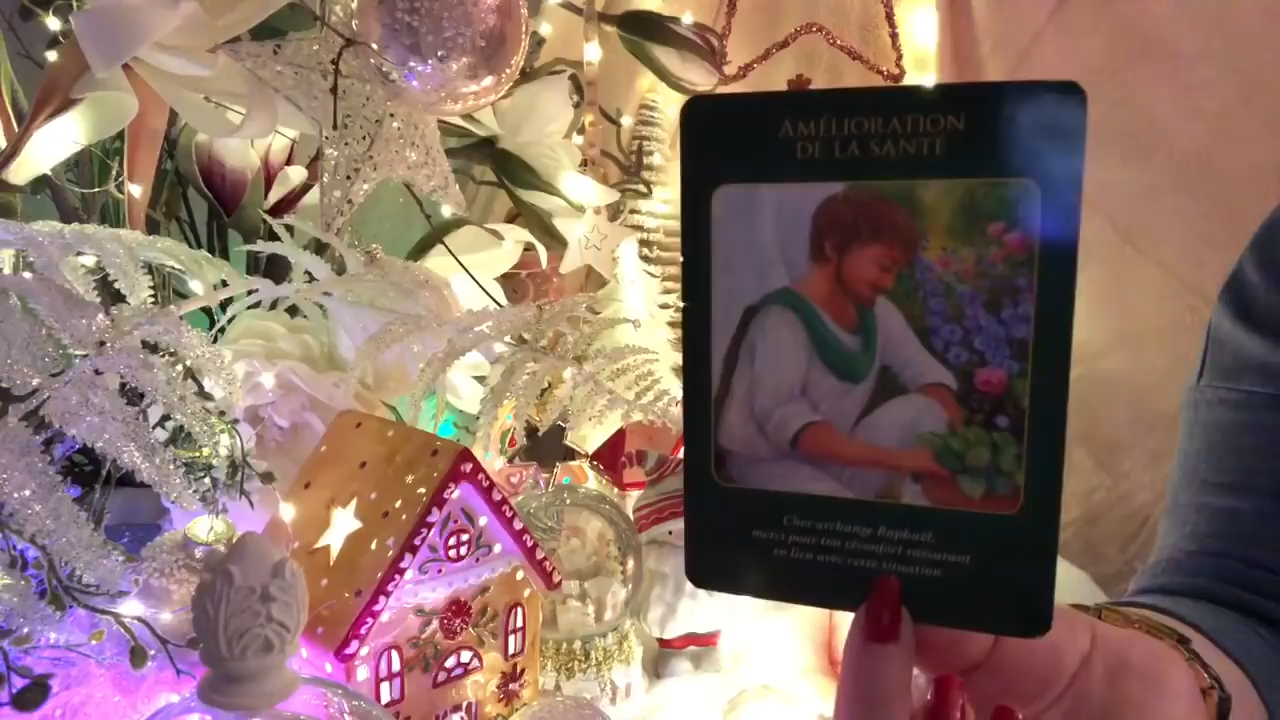 AMÉLIORATION
DE LA SANTÉ
Cher archange Raphaël,
merci pour ton réconfort rassurant
en lien avec cette situation